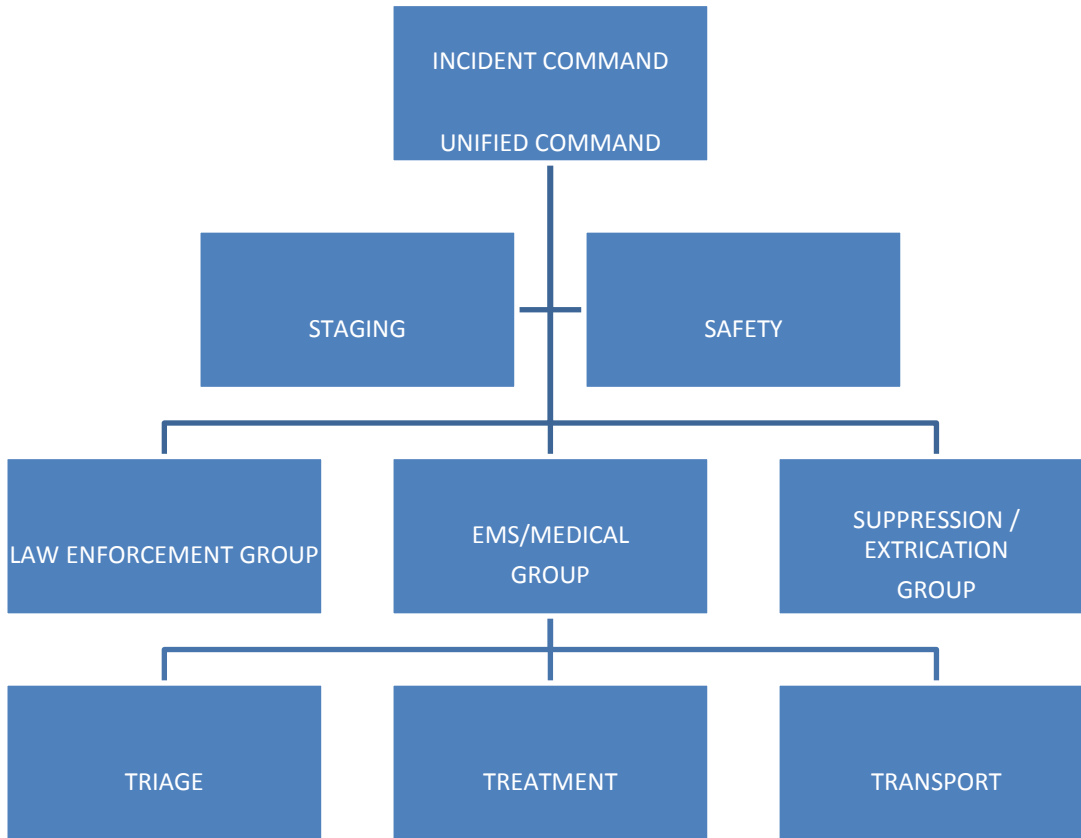 INCIDENT COMMAND
UNIFIED COMMAND
STAGING
SAFETY
LAW ENFORCEMENT GROUP
EMS/MEDICAL
GROUP
SUPPRESSION /
EXTRICATION
GROUP
TRIAGE
TREATMENT
TRANSPORT